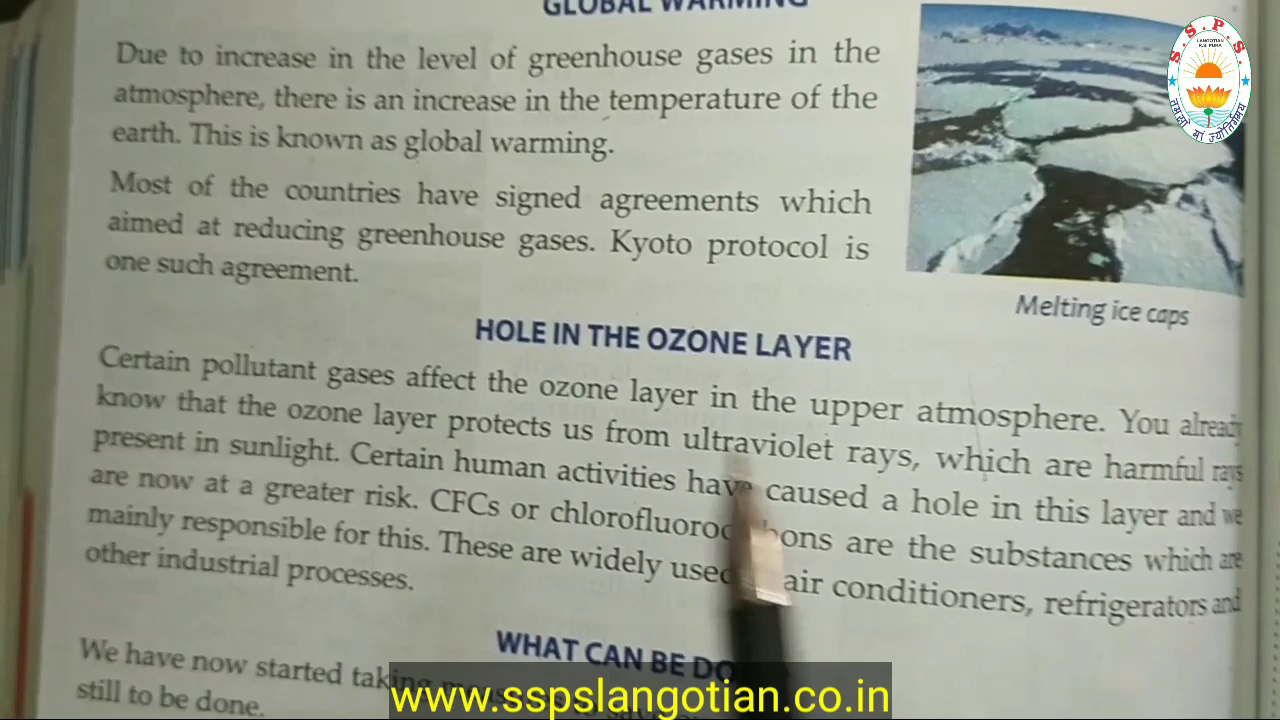 GLOBAL WARMING
Due to increase in the level of greenhouse gases in the
atmosphere, there is an increase in the temperature of the
earth. This is known as global warming.
Most of the countries have signed agreements which
aimed at reducing greenhouse gases. Kyoto protocol is
one such agreement.
S.S.P.S
LANGOTIAN
R.S. PURA
तमसो मां ज्योतिर्गमय
Melting ice caps
HOLE IN THE OZONE LAYER
Certain pollutant gases affect the ozone layer in the upper atmosphere. You already
know that the ozone layer protects us from ultraviolet rays, which are harmful rays
present in sunlight. Certain human activities have caused a hole in this layer and we
are now at a greater risk. CFCs or chlorofluoroc bons are the substances which are
mainly responsible for this. These are widely used air conditioners, refrigerators and
other industrial processes.
WHAT CAN BE DO
We have now started taking
still to be done.
www.sspslangotian.co.in